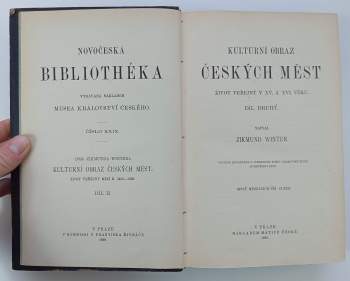 NOVOČESKÁ
BIBLIOTHÉKA
VYDÁVANÁ NÁKLADEM
MUSEA KRÁLOVSTVÍ ČESKÉHO.
ČÍSLO XXIX.
KULTURNÍ OBRAZ ČESKÝCH MĚST.
DÍL II.
V PRAZE.
KULTURNÍ OBRAZ
ČESKÝCH MĚST
ŽIVOT VEŘEJNÝ V XV. A XVI. VĚKU.
DÍL DRUHÝ.
NAPSAL
ZIKMUND WINTER.
V PRAZE.
NÁKLADEM MATICE ČESKÉ.